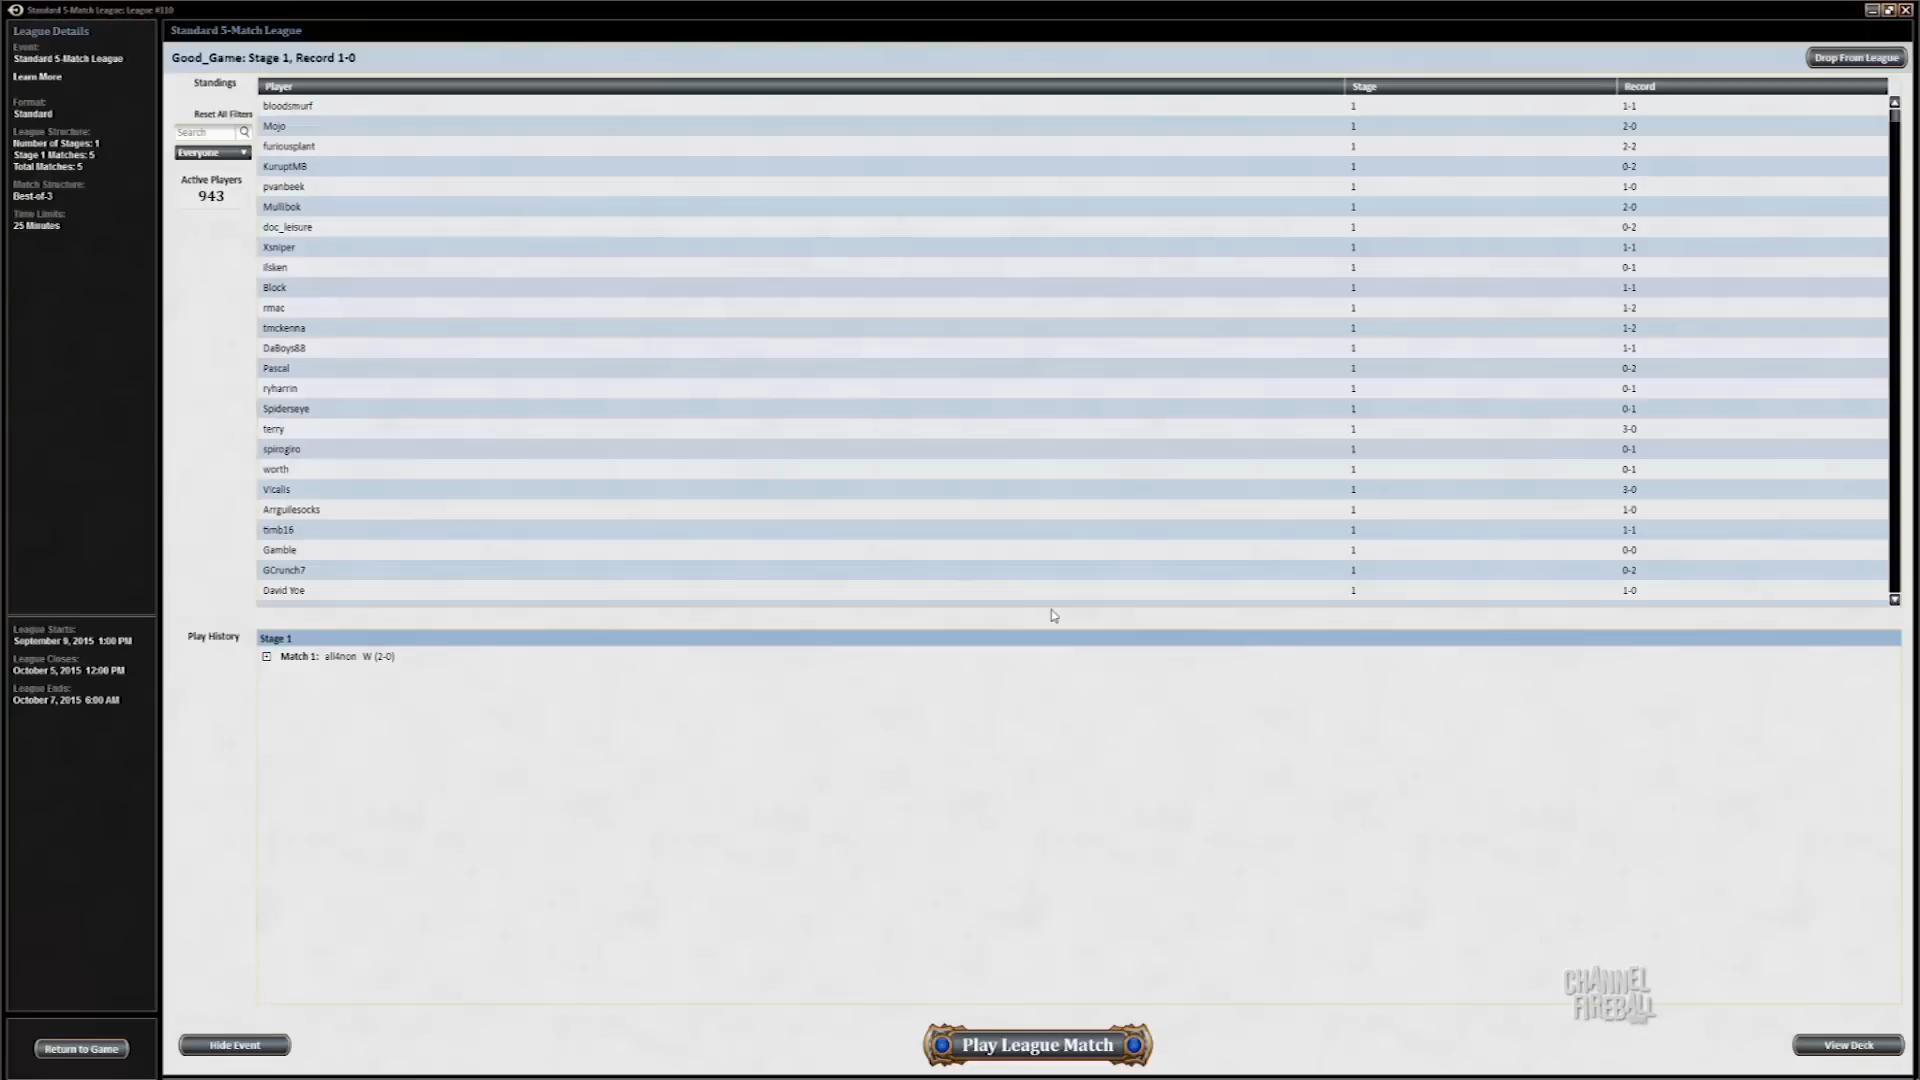 Standard 5-Match League: League #110
League Details
Event:
Standard 5-Match League
Learn More
Format:
Standard
League Structure:
Number of Stages: 1
Stage 1 Matches: 5
Total Matches: 5
Match Structure:
Best-of-3
Time Limits:
25 Minutes
League Starts:
September 9, 2015 1:00 PM
League Closes:
October 5, 2015 12:00 PM
League Ends:
October 7, 2015 6:00 AM
Return to Game
Standard 5-Match League
Good_Game: Stage 1, Record 1-0
Drop From League
Standings
Reset All Filters
Search
Everyone
Active Players
943
Player Stage Record
bloodsmurf 1 1-1
Mojo 1 2-0
furiousplant 1 2-2
KuruptMB 1 0-2
pvanbeek 1 1-0
Mullibok 1 2-0
doc_leisure 1 0-2
Xsniper 1 1-1
ilsken 1 0-1
Block 1 1-1
rmac 1 1-2
tmckenna 1 1-2
DaBoys88 1 1-1
Pascal 1 0-2
ryharrin 1 0-1
Spiderseye 1 0-1
terry 1 3-0
spirogiro 1 0-1
worth 1 0-1
Vicalis 1 3-0
Arrguilesocks 1 1-0
timb16 1 1-1
Gamble 1 0-0
GCrunch7 1 0-2
David Yoe 1 1-0
Play History
Stage 1
Match 1: all4non W (2-0)
CHANNEL
FIREBALL
Hide Event
Play League Match
View Deck